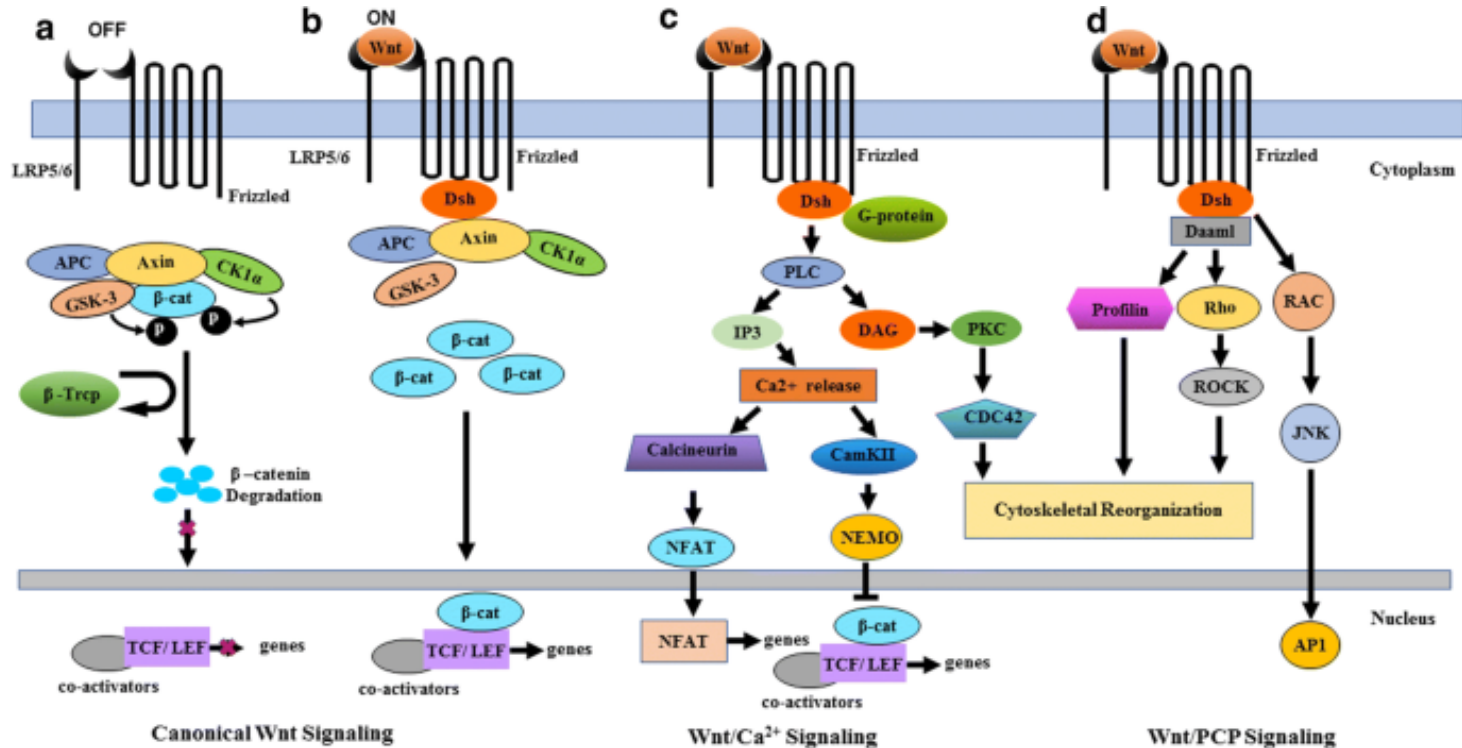 a
OFF
LRP5/6
Frizzled
APC
Axin
CK1α
GSK-3
β-cat
P
P
β-Trcp
β-catenin
Degradation
TCF/ LEF
genes
co-activators
b
ON
Wnt
LRP5/6
Frizzled
Dsh
APC
Axin
CK1α
GSK-3
β-cat
β-cat
β-cat
β-cat
TCF/ LEF
genes
co-activators
Canonical Wnt Signaling
c
Wnt
Frizzled
Dsh
G-protein
PLC
IP3
DAG
PKC
Ca2+ release
CDC42
Calcineurin
CamKII
NFAT
NEMO
NFAT
genes
β-cat
TCF/ LEF
genes
co-activators
Wnt/Ca²⁺ Signaling
d
Wnt
Frizzled
Cytoplasm
Dsh
Daaml
Profilin
Rho
RAC
ROCK
JNK
Cytoskeletal Reorganization
Nucleus
AP1
Wnt/PCP Signaling